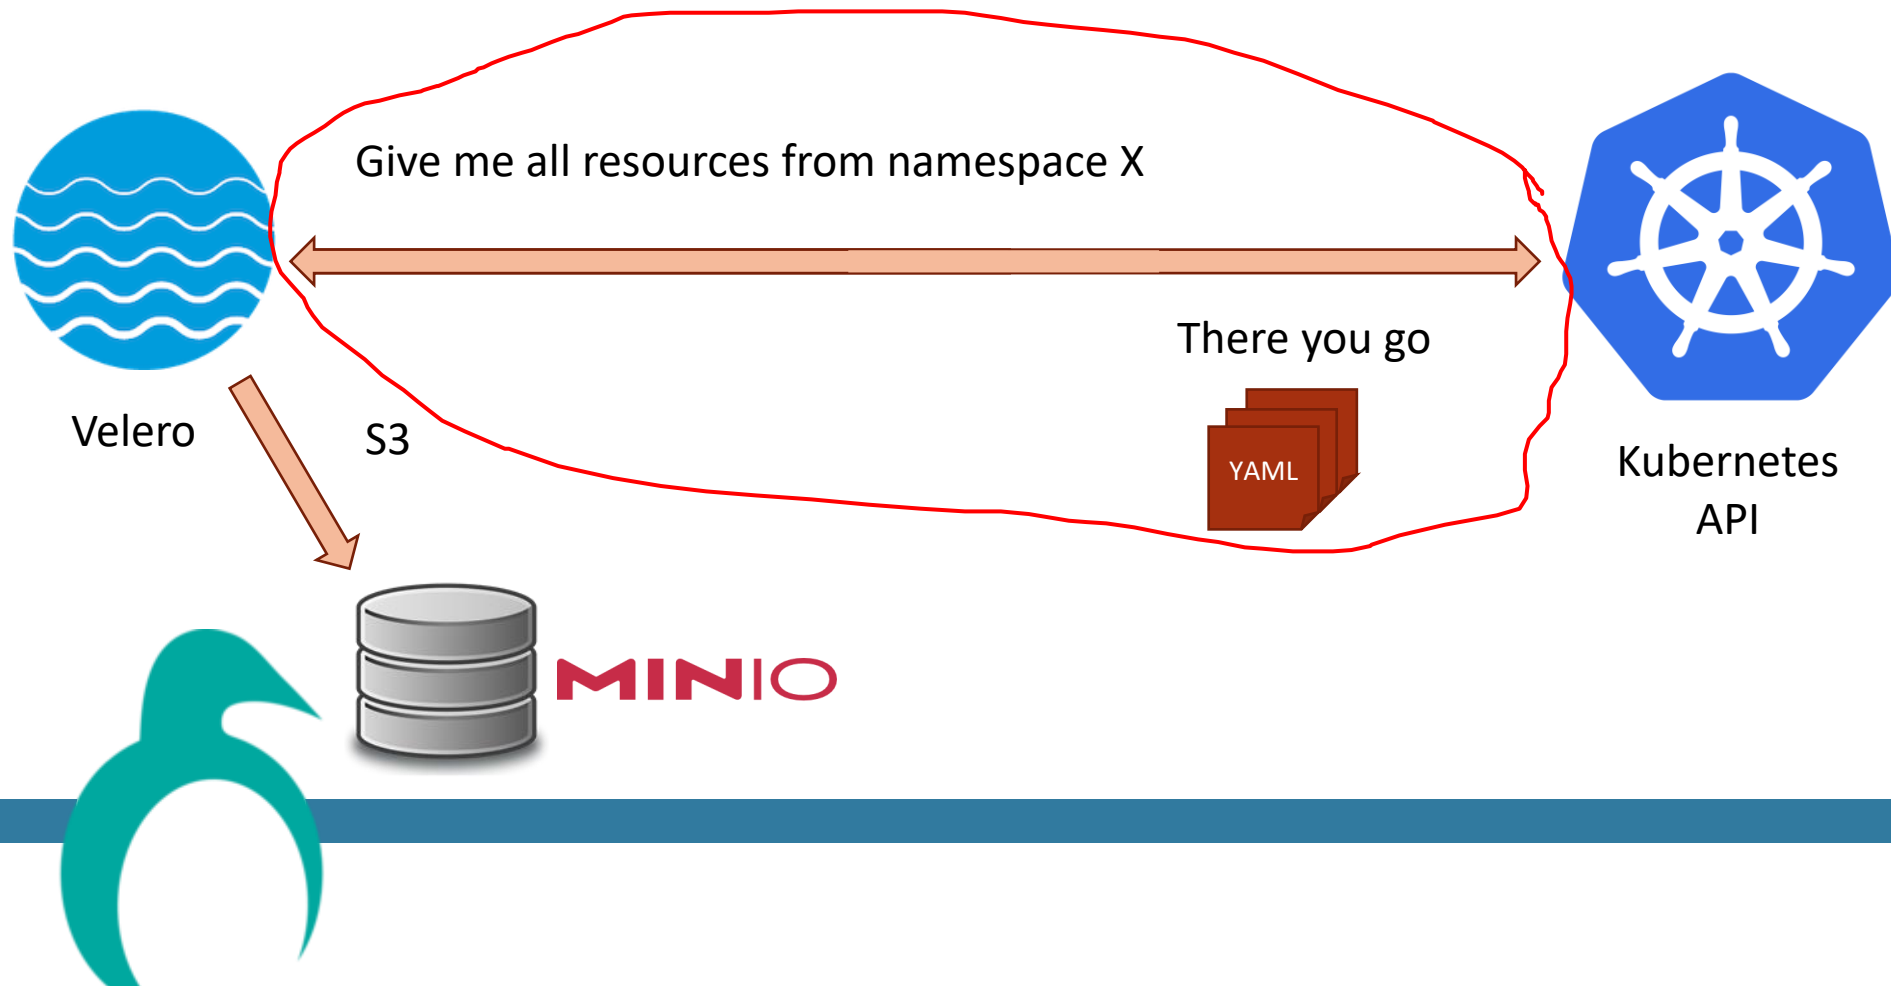 Give me all resources from namespace X
There you go
YAML
Velero
S3
Kubernetes
API
MINIO